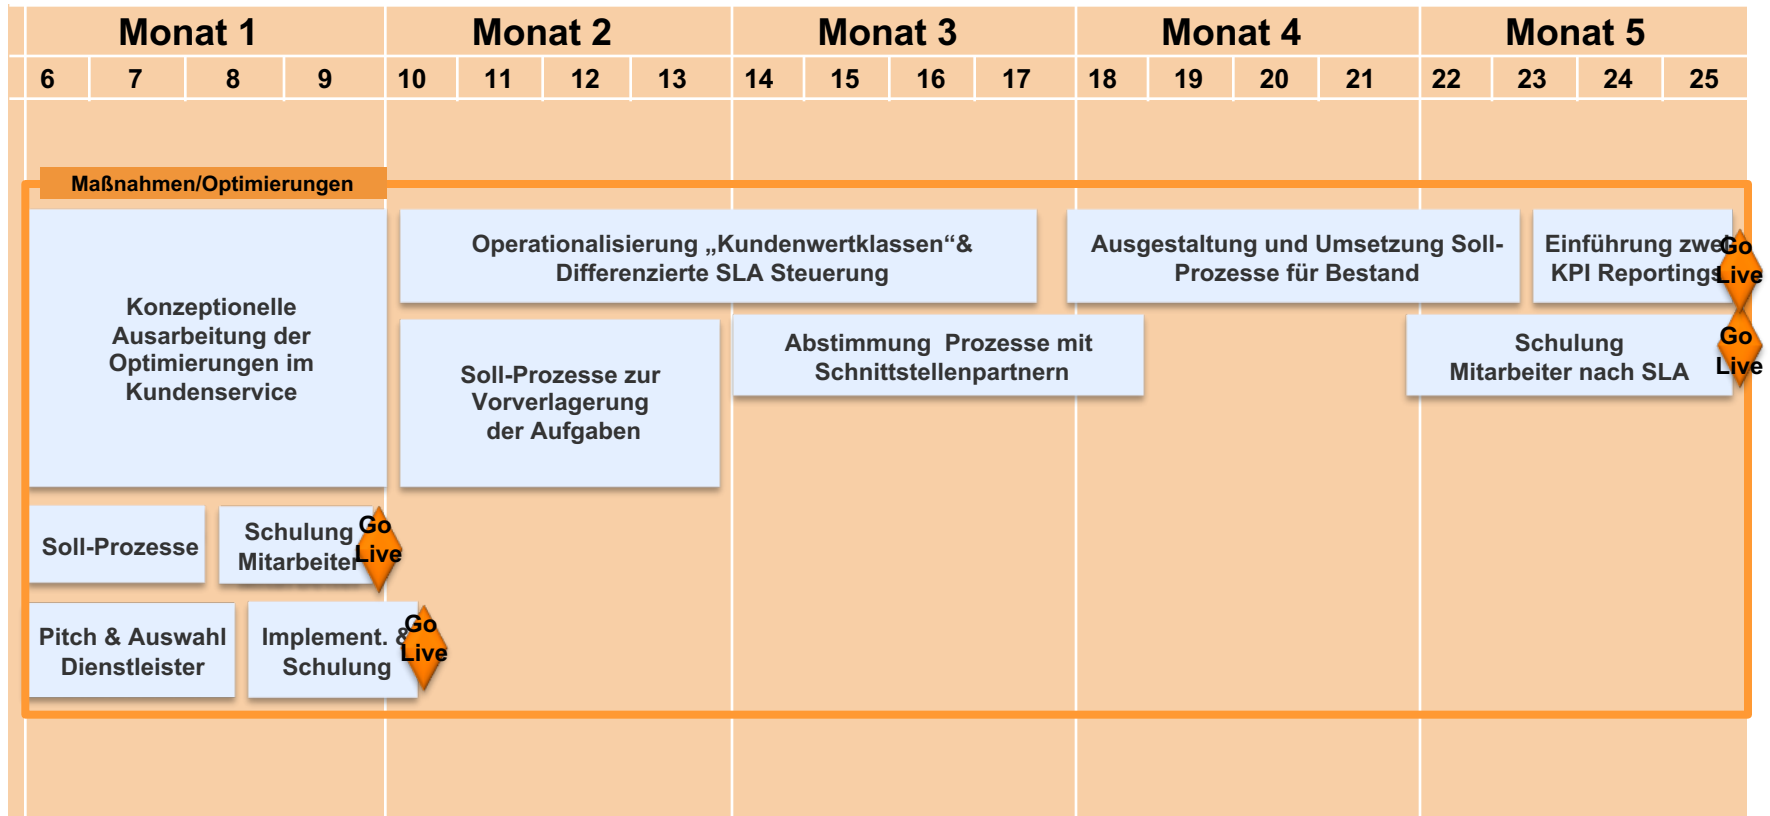 Monat 1 Monat 2 Monat 3 Monat 4 Monat 5
6 7 8 9 10 11 12 13 14 15 16 17 18 19 20 21 22 23 24 25
Maßnahmen/Optimierungen
Konzeptionelle
Ausarbeitung der
Optimierungen im
Kundenservice
Operationalisierung „Kundenwertklassen“&
Differenzierte SLA Steuerung
Ausgestaltung und Umsetzung Soll-
Prozesse für Bestand
Einführung zwei
KPI Reportings
Go
Live
Soll-Prozesse zur
Vorverlagerung
der Aufgaben
Abstimmung  Prozesse mit
Schnittstellenpartnern
Schulung
Mitarbeiter nach SLA
Go
Live
Soll-Prozesse
Schulung
Mitarbeiter
Go
Live
Pitch & Auswahl
Dienstleister
Implement. &
Schulung
Go
Live